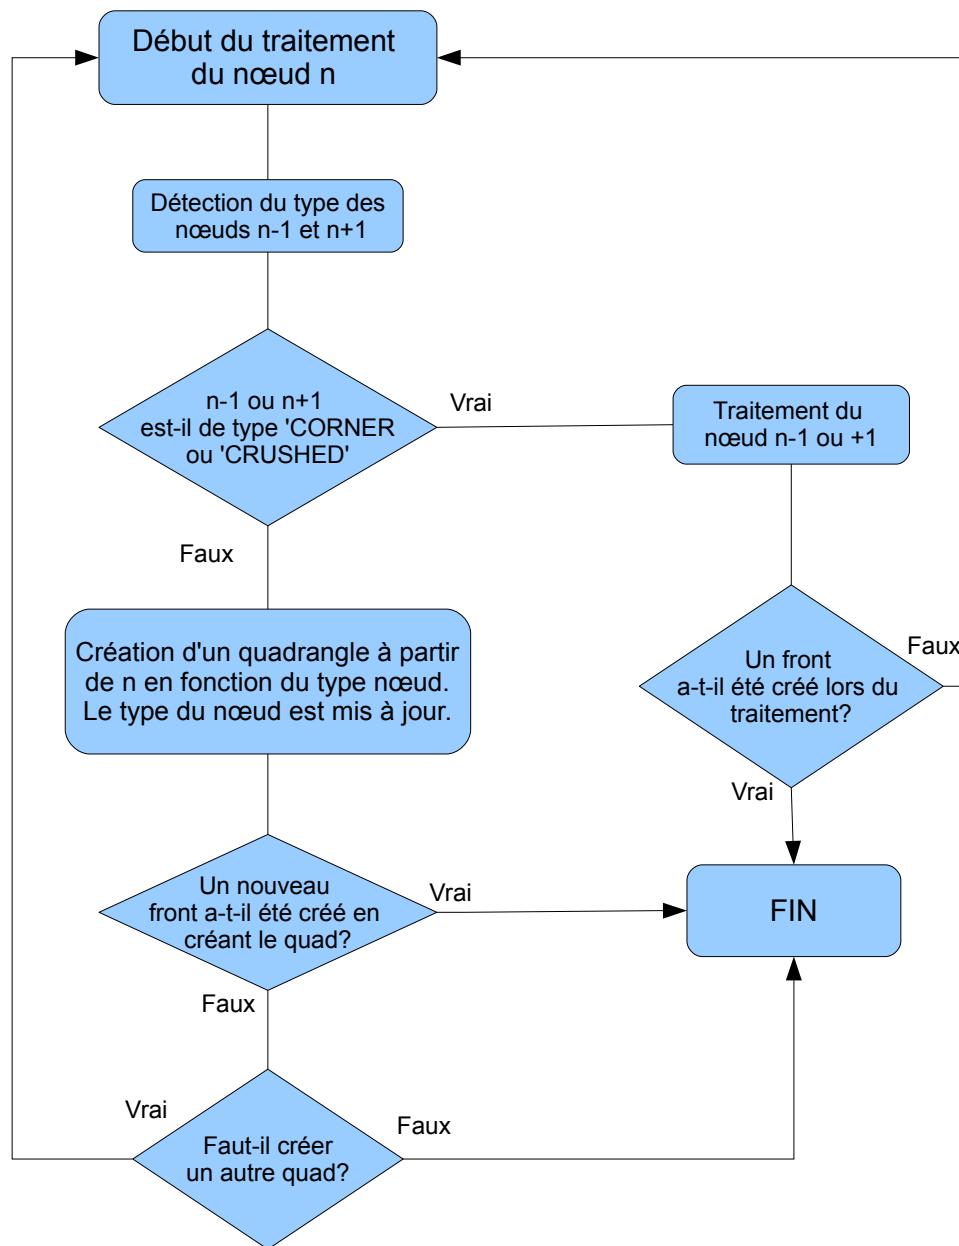 Début du traitement
du nœud n
Détection du type des
nœuds n-1 et n+1
n-1 ou n+1
est-il de type 'CORNER
ou 'CRUSHED'
Vrai
Traitement du
nœud n-1 ou +1
Faux
Création d'un quadrangle à partir
de n en fonction du type nœud.
Le type du nœud est mis à jour.
Un front
a-t-il été créé lors du
traitement?
Faux
Vrai
Un nouveau
front a-t-il été créé en
créant le quad?
Vrai
FIN
Faux
Vrai
Faut-il créer
un autre quad?
Faux